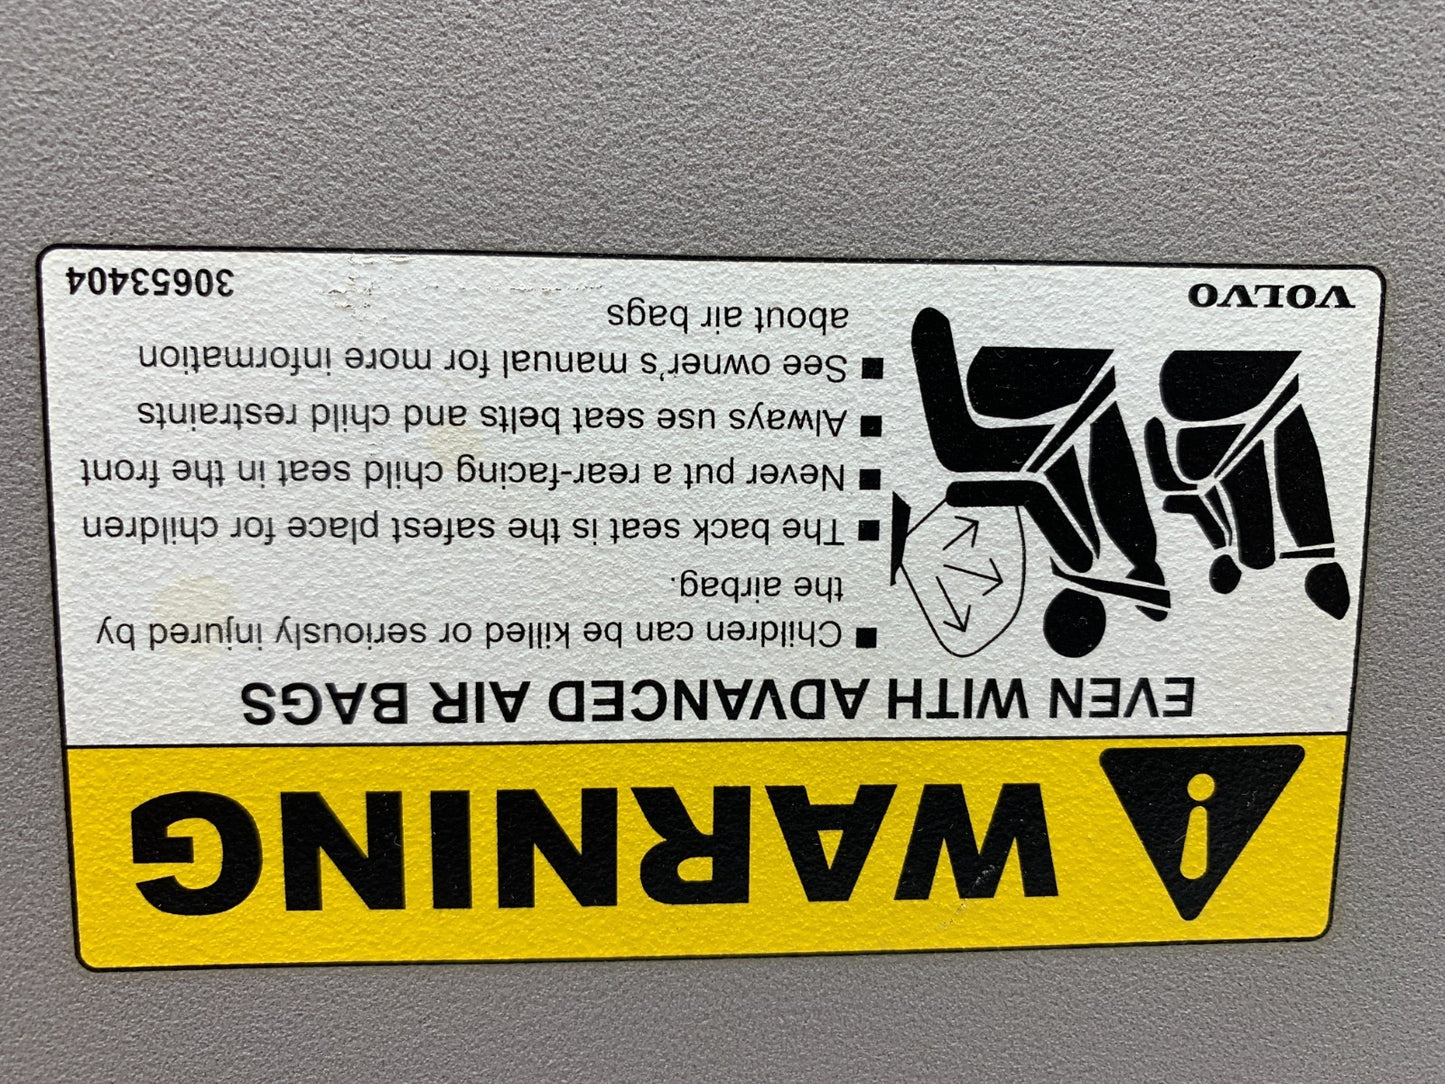 WARNING
EVEN WITH ADVANCED AIR BAGS
■ Children can be killed or seriously injured by
the airbag.
■ The back seat is the safest place for children
■ Never put a rear-facing child seat in the front
■ Always use seat belts and child restraints
■ See owner's manual for more information
about air bags
VOLVO
30653404